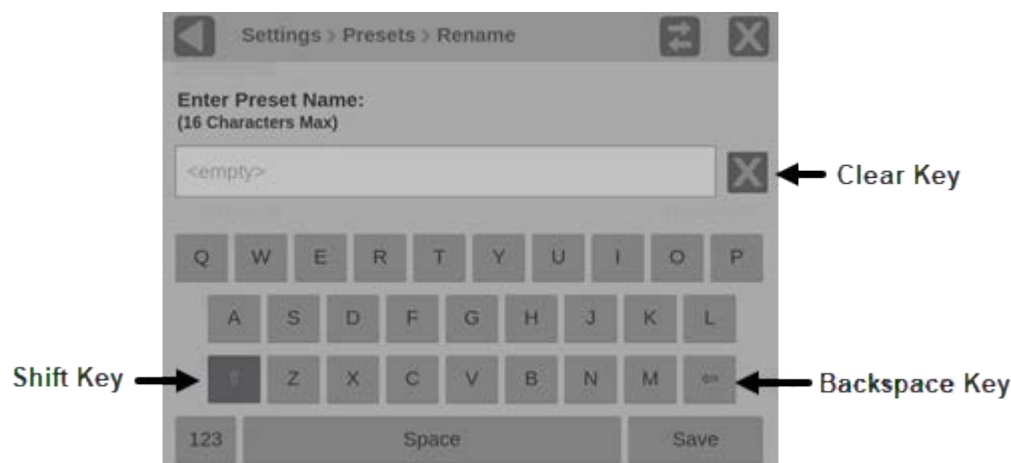 Settings > Presets > Rename
Enter Preset Name:
(16 Characters Max)
<empty>
Clear Key
Q W E R T Y U I O P
A S D F G H J K L
Shift Key
⇧ Z X C V B N M ⇦
Backspace Key
123 Space Save